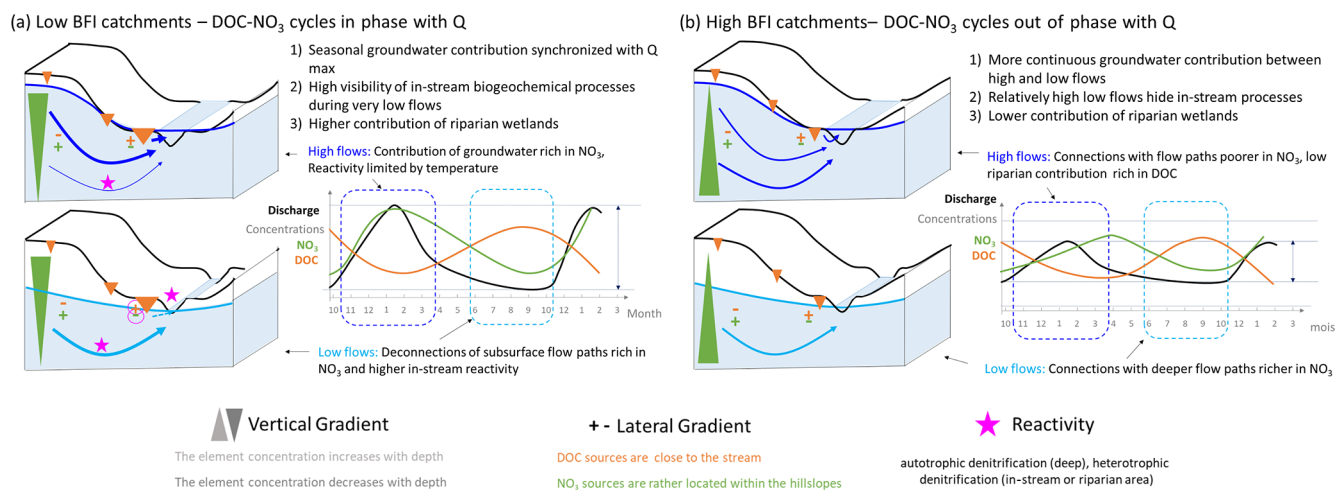 (a) Low BFI catchments – DOC-NO₃ cycles in phase with Q
1) Seasonal groundwater contribution synchronized with Q
max
2) High visibility of in-stream biogeochemical processes
during very low flows
3) Higher contribution of riparian wetlands
High flows: Contribution of groundwater rich in NO₃,
Reactivity limited by temperature
Discharge
Concentrations
NO₃
DOC
10 11 12 1 2 3 4 5 6 7 8 9 10 12 1 2 3
Month
Low flows: Deconnections of subsurface flow paths rich in
NO₃ and higher in-stream reactivity
- +
+ -
- +
+ -
(b) High BFI catchments– DOC-NO₃ cycles out of phase with Q
1) More continuous groundwater contribution between
high and low flows
2) Relatively high low flows hide in-stream processes
3) Lower contribution of riparian wetlands
High flows: Connections with flow paths poorer in NO₃, low
riparian contribution rich in DOC
Discharge
Concentrations
NO₃
DOC
10 11 12 1 2 3 4 5 6 7 8 9 10 12 1 2 3
mois
Low flows: Connections with deeper flow paths richer in NO₃
- +
+ -
- +
+ -
Vertical Gradient
The element concentration increases with depth
The element concentration decreases with depth
+ - Lateral Gradient
DOC sources are close to the stream
NO₃ sources are rather located within the hillslopes
Reactivity
autotrophic denitrification (deep), heterotrophic
denitrification (in-stream or riparian area)